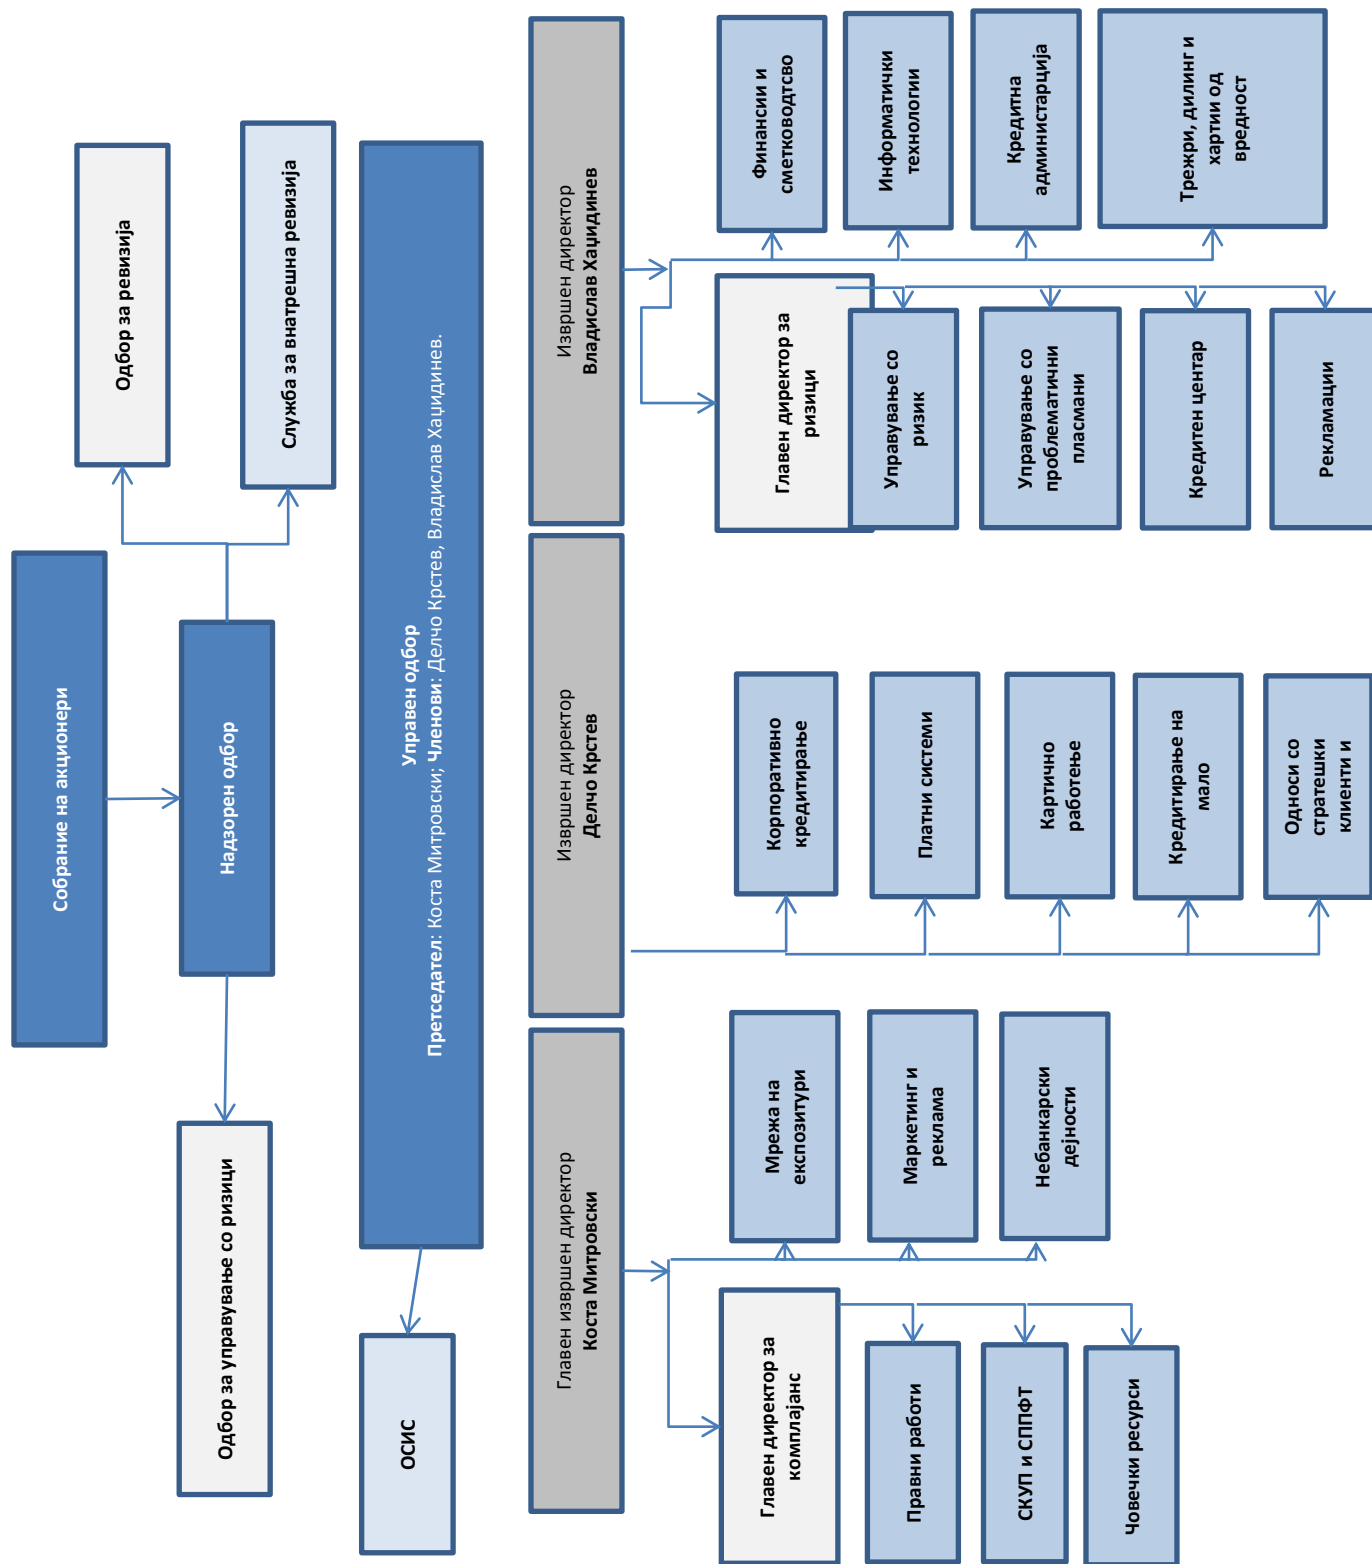 Собрание на акционери
Одбор за ревизија
Надзорен одбор
Одбор за управување со ризици
Служба за внатрешна ревизија
Управен одбор
Претседател: Коста Митровски; Членови: Делчо Крстев, Владислав Хаџидинев.
ОСИС
Главен извршен директор
Коста Митровски
Извршен директор
Делчо Крстев
Извршен директор
Владислав Хаџидинев
Главен директор за
комплајанс
Правни работи
СКУП и СППФТ
Човечки ресурси
Мрежа на
експозитури
Маркетинг и
реклама
Небанкарски
дејности
Корпоративно
кредитирање
Платни системи
Картично
работење
Кредитирање на
мало
Односи со
стратешки
клиенти и
Главен директор за
ризици
Управување со
ризик
Управување со
проблематични
пласмани
Кредитен центар
Рекламации
Финансии и
сметководтсво
Информатички
технологии
Кредитна
администарција
Трежри, дилинг и
хартии од
вредност